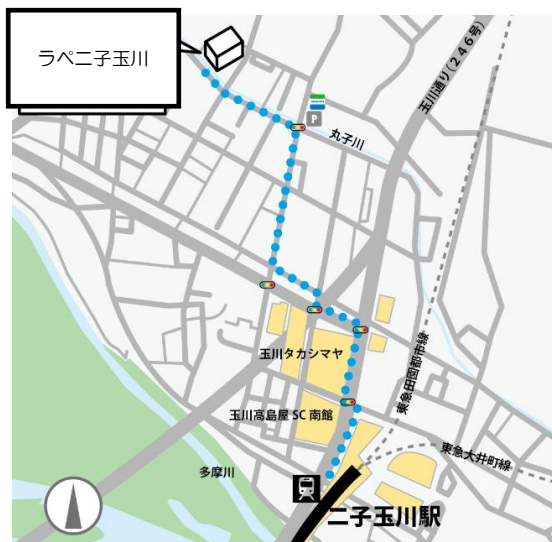 ラペ二子玉川
玉川通り(246号)
P
丸子川
玉川タカシマヤ
東急田園都市線
玉川高島屋SC南館
東急大井町線
多摩川
二子玉川駅